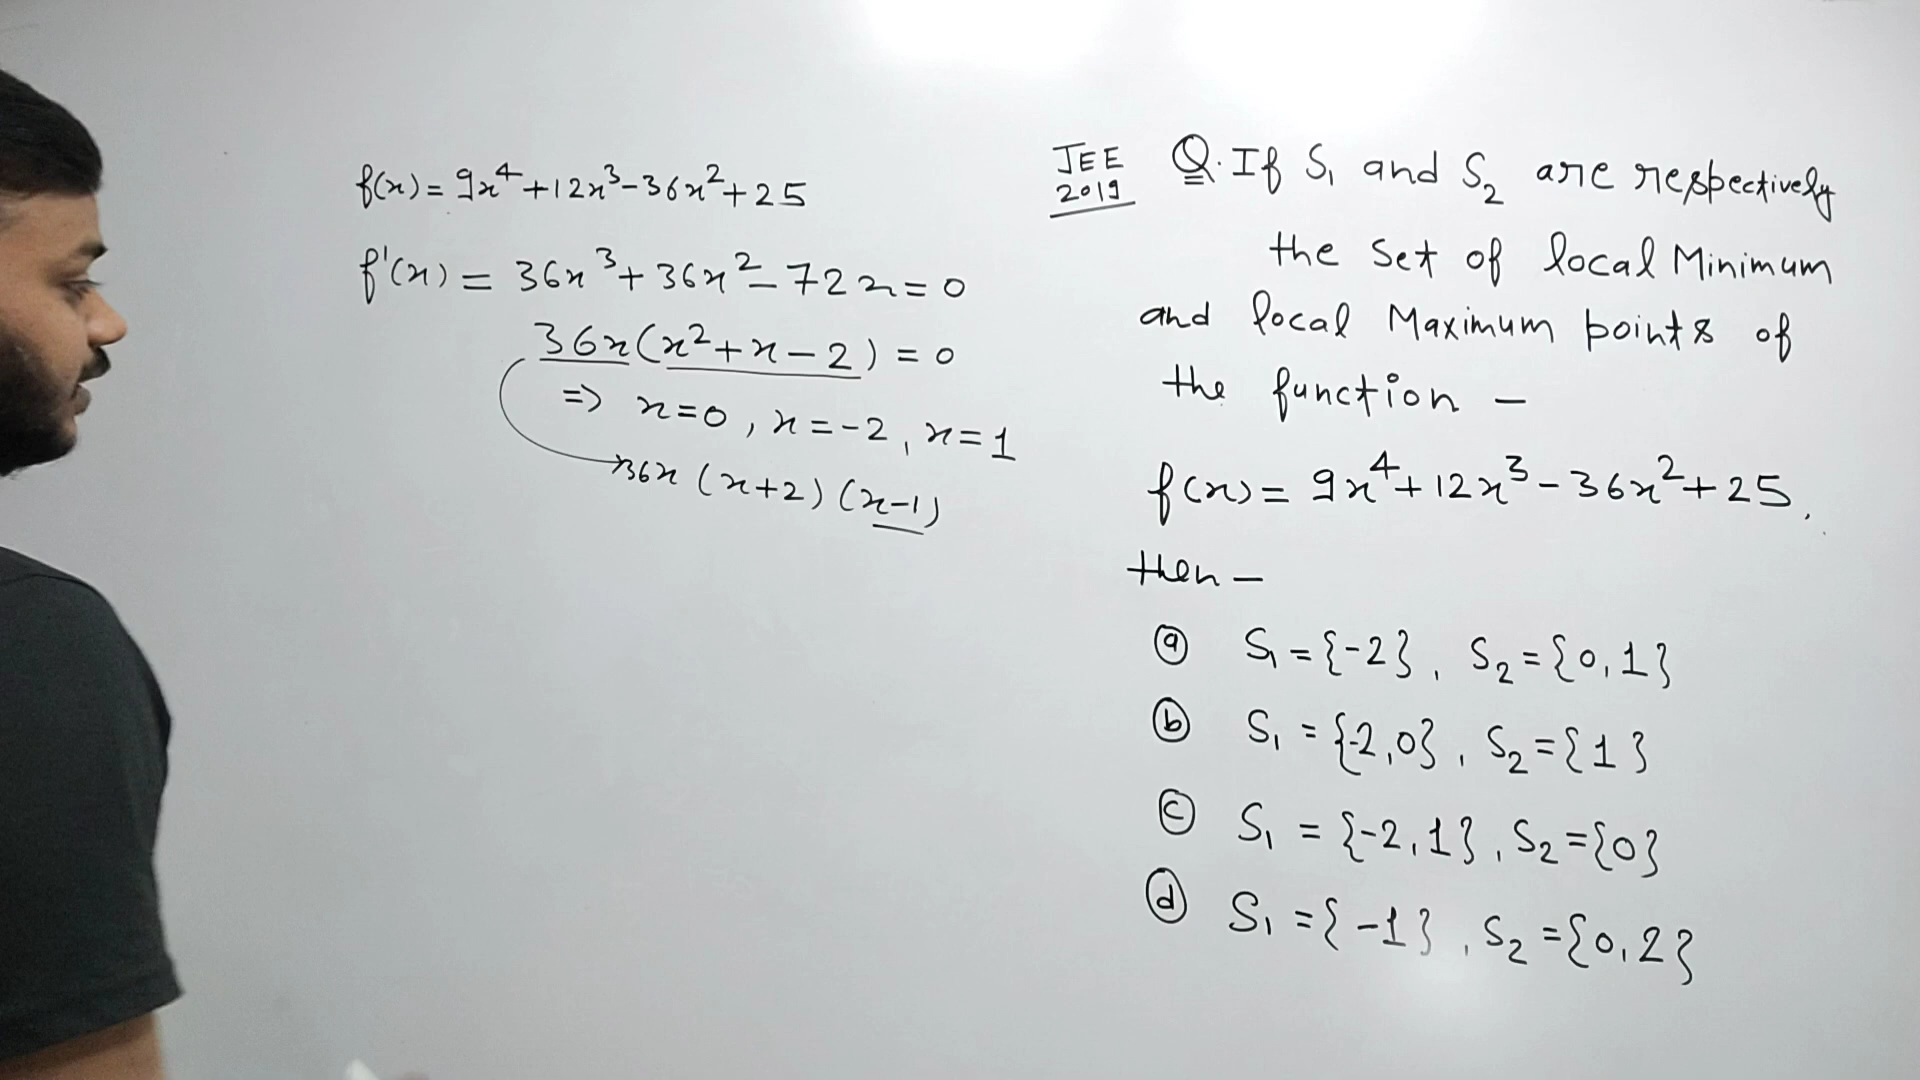 f(x) = 9x⁴+12x³-36x²+25
f'(x) = 36x³+36x²-72x=0
36x(x²+x-2) = 0
=> x=0, x=-2, x=1
36x (x+2) (x-1)
JEE
2019
Q. If S₁ and S₂ are respectively
the set of local Minimum
and local Maximum points of
the function -
f(x) = 9x⁴+12x³-36x²+25,
then -
ⓐ S₁={-2}, S₂={0,1}
ⓑ S₁={-2,0}, S₂={1}
ⓒ S₁={-2,1}, S₂={0}
ⓓ S₁={-1}, S₂={0,2}